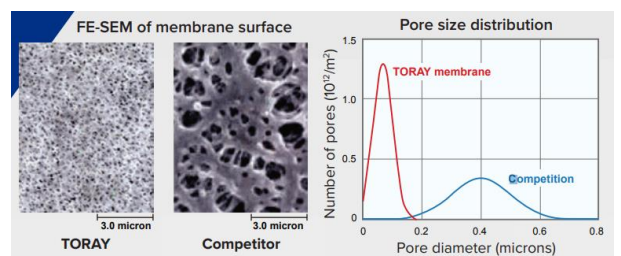 FE-SEM of membrane surface
3.0 micron
TORAY
3.0 micron
Competitor
Pore size distribution
Number of pores (10¹²/m²)
1.5
1.0
0.5
0
TORAY membrane
Competition
0 0.2 0.4 0.6 0.8
Pore diameter (microns)